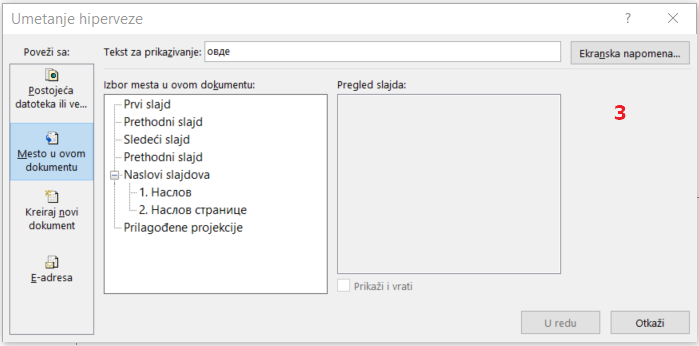 Umetanje hiperveze
?
Poveži sa:
Tekst za prikazivanje: овде
Ekranska napomena...
Postojeća
datoteka ili ve...
Mesto u ovom
dokumentu
Kreiraj novi
dokument
E-adresa
Izbor mesta u ovom dokumentu:
Prvi slajd
Prethodni slajd
Sledeći slajd
Prethodni slajd
Naslovi slajdova
1. Наслов
2. Наслов странице
Prilagođene projekcije
Pregled slajda:
3
Prikaži i vrati
U redu
Otkaži